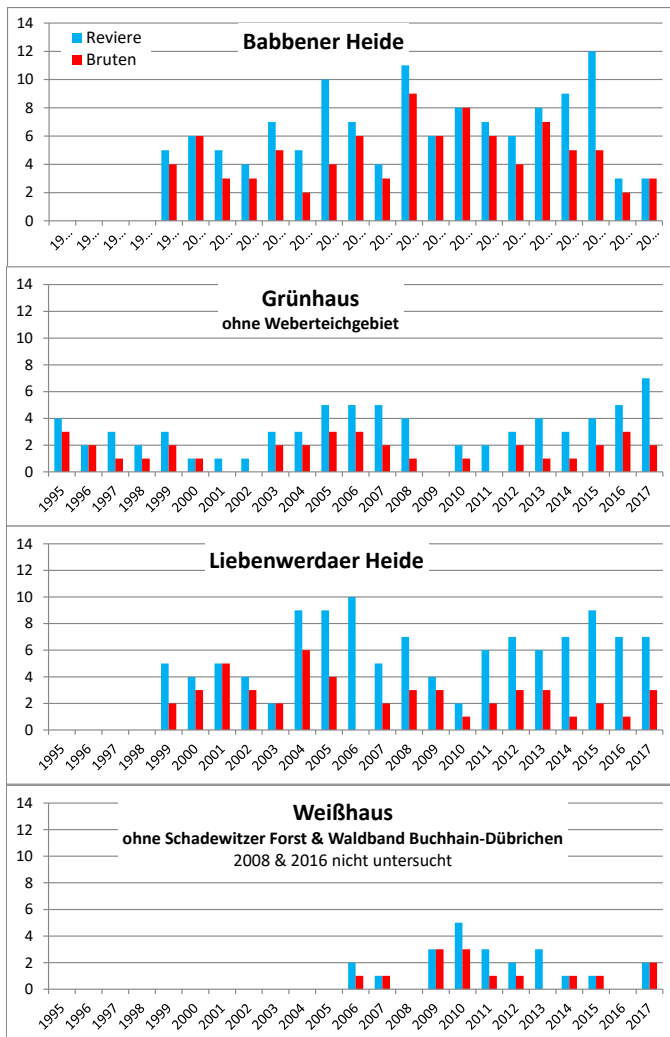 Babbener Heide
Reviere
Bruten
14
12
10
8
6
4
2
0
19... 19... 19... 19... 19... 20... 20... 20... 20... 20... 20... 20... 20... 20... 20... 20... 20... 20... 20... 20... 20... 20... 20...
Grünhaus
ohne Weberteichgebiet
14
12
10
8
6
4
2
0
1995 1996 1997 1998 1999 2000 2001 2002 2003 2004 2005 2006 2007 2008 2009 2010 2011 2012 2013 2014 2015 2016 2017
Liebenwerdaer Heide
14
12
10
8
6
4
2
0
1995 1996 1997 1998 1999 2000 2001 2002 2003 2004 2005 2006 2007 2008 2009 2010 2011 2012 2013 2014 2015 2016 2017
Weißhaus
ohne Schadewitzer Forst & Waldband Buchhain-Dübrichen
2008 & 2016 nicht untersucht
14
12
10
8
6
4
2
0
1995 1996 1997 1998 1999 2000 2001 2002 2003 2004 2005 2006 2007 2008 2009 2010 2011 2012 2013 2014 2015 2016 2017